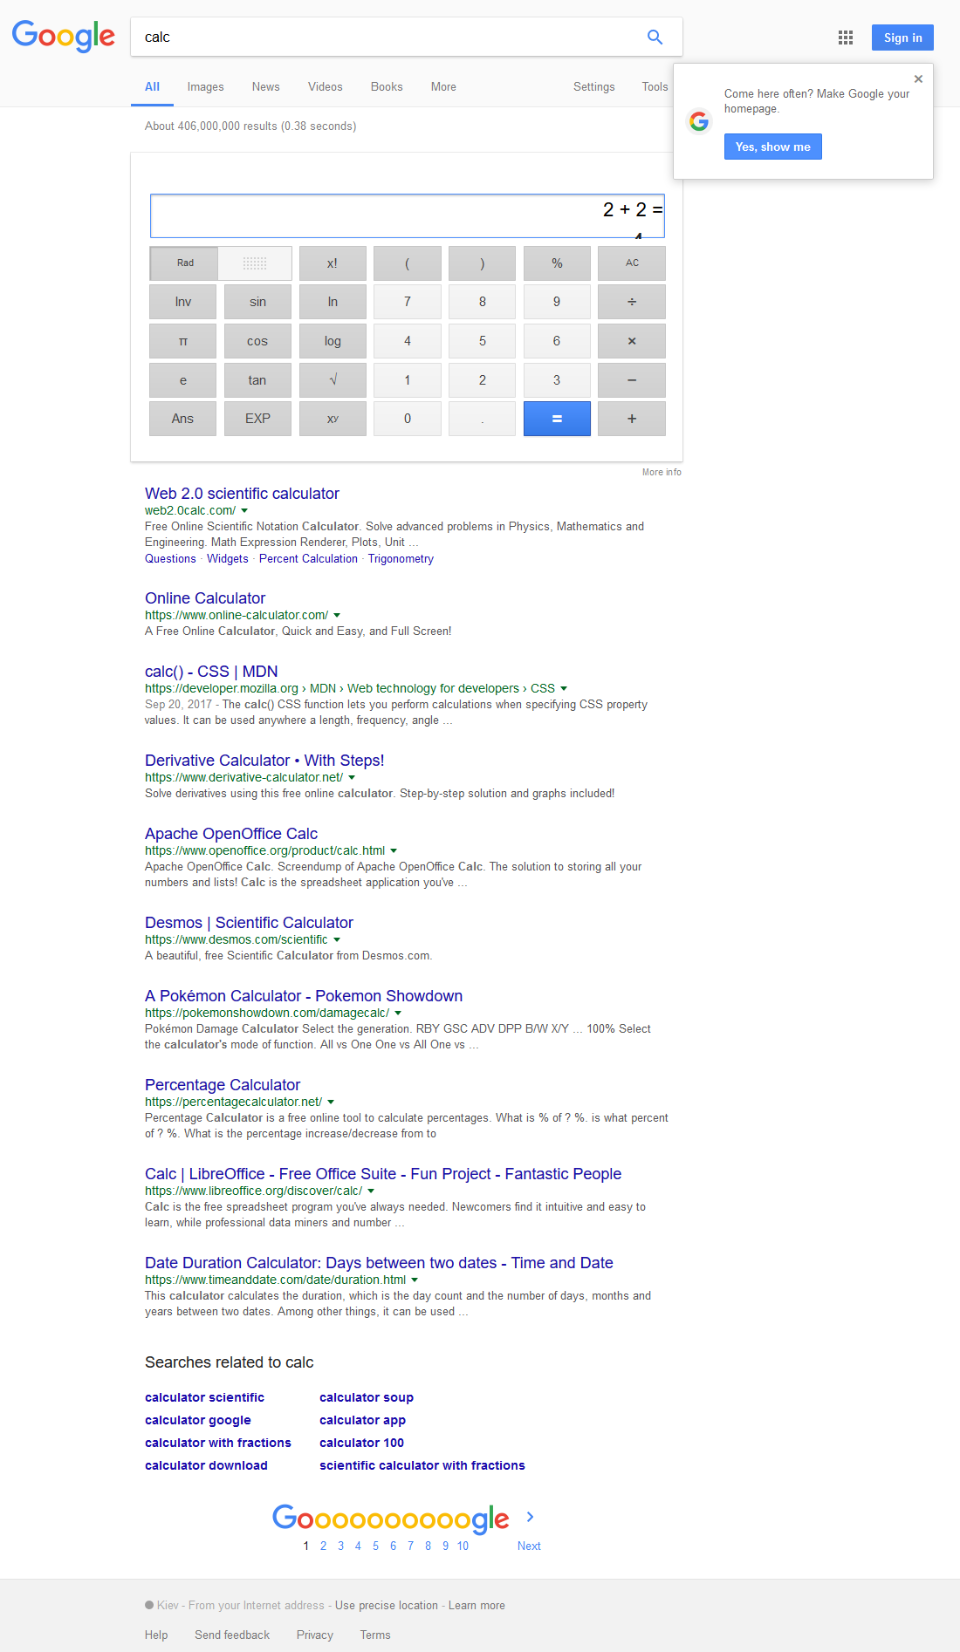 Google
calc
Sign in
All Images News Videos Books More Settings Tools
Come here often? Make Google your
homepage.
Yes, show me
About 406,000,000 results (0.38 seconds)
2 + 2 =
Rad x! ( ) % AC
Inv sin ln 7 8 9 ÷
π cos log 4 5 6 ×
e tan √ 1 2 3 −
Ans EXP xy 0 . = +
More info
Web 2.0 scientific calculator
web2.0calc.com/
Free Online Scientific Notation Calculator. Solve advanced problems in Physics, Mathematics and
Engineering. Math Expression Renderer, Plots, Unit ...
Questions · Widgets · Percent Calculation · Trigonometry
Online Calculator
https://www.online-calculator.com/
A Free Online Calculator, Quick and Easy, and Full Screen!
calc() - CSS | MDN
https://developer.mozilla.org › MDN › Web technology for developers › CSS
Sep 20, 2017 - The calc() CSS function lets you perform calculations when specifying CSS property
values. It can be used anywhere a length, frequency, angle ...
Derivative Calculator • With Steps!
https://www.derivative-calculator.net/
Solve derivatives using this free online calculator. Step-by-step solution and graphs included!
Apache OpenOffice Calc
https://www.openoffice.org/product/calc.html
Apache OpenOffice Calc. Screendump of Apache OpenOffice Calc. The solution to storing all your
numbers and lists! Calc is the spreadsheet application you've ...
Desmos | Scientific Calculator
https://www.desmos.com/scientific
A beautiful, free Scientific Calculator from Desmos.com.
A Pokémon Calculator - Pokemon Showdown
https://pokemonshowdown.com/damagecalc/
Pokémon Damage Calculator Select the generation. RBY GSC ADV DPP B/W X/Y ... 100% Select
the calculator's mode of function. All vs One One vs All One vs ...
Percentage Calculator
https://percentagecalculator.net/
Percentage Calculator is a free online tool to calculate percentages. What is % of ? %. is what percent
of ? %. What is the percentage increase/decrease from to
Calc | LibreOffice - Free Office Suite - Fun Project - Fantastic People
https://www.libreoffice.org/discover/calc/
Calc is the free spreadsheet program you've always needed. Newcomers find it intuitive and easy to
learn, while professional data miners and number ...
Date Duration Calculator: Days between two dates - Time and Date
https://www.timeanddate.com/date/duration.html
This calculator calculates the duration, which is the day count and the number of days, months and
years between two dates. Among other things, it can be used ...
Searches related to calc
calculator scientific calculator soup
calculator google calculator app
calculator with fractions calculator 100
calculator download scientific calculator with fractions
Goooooooooogle
1 2 3 4 5 6 7 8 9 10 Next
Kiev - From your Internet address - Use precise location - Learn more
Help Send feedback Privacy Terms